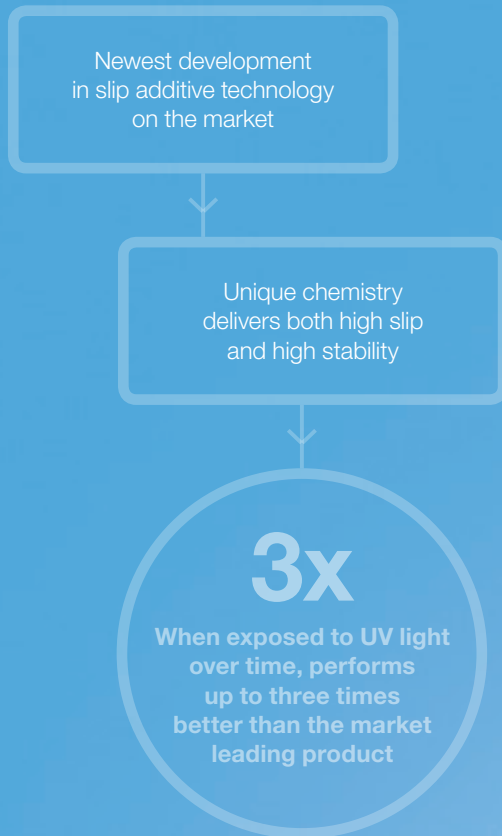 Newest development
in slip additive technology
on the market
Unique chemistry
delivers both high slip
and high stability
3x
When exposed to UV light
over time, performs
up to three times
better than the market
leading product